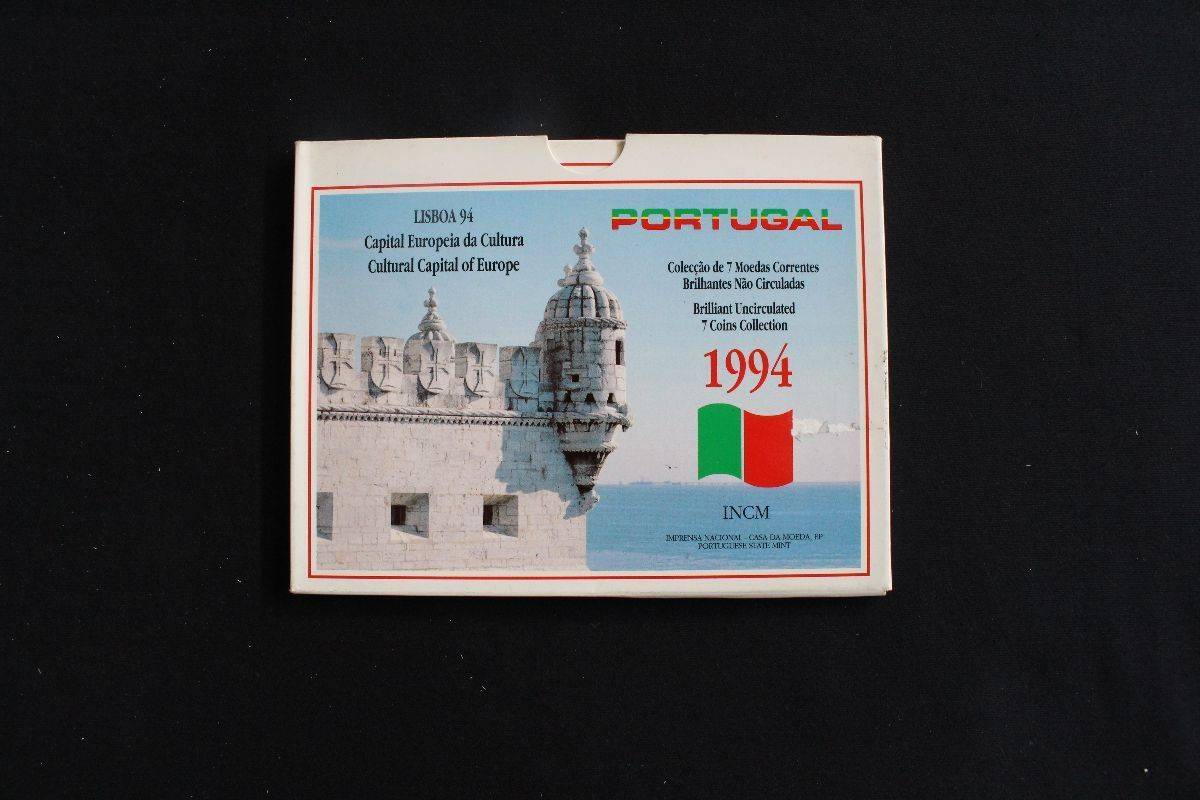 LISBOA 94
Capital Europeia da Cultura
Cultural Capital of Europe
PORTUGAL
Colecção de 7 Moedas Correntes
Brilhantes Não Circuladas
Brilliant Uncirculated
7 Coins Collection
1994
INCM
IMPRENSA NACIONAL - CASA DA MOEDA, EP
PORTUGUESE STATE MINT